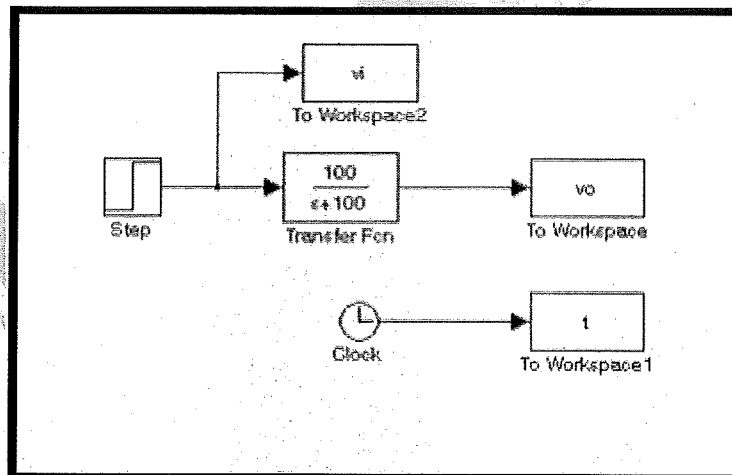 vi
To Workspace2
100
s+100
Step
Transfer Fcn
vo
To Workspace
Clock
t
To Workspace1